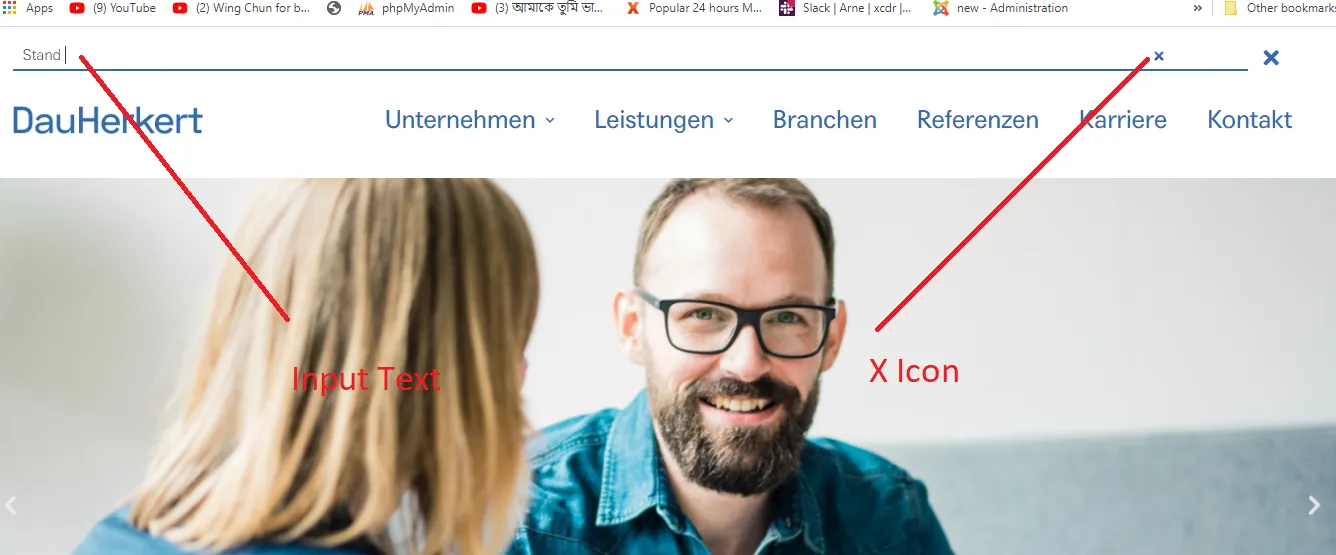 Apps (9) YouTube (2) Wing Chun for b... phpMyAdmin (3) আমাকে তুমি ভা... Popular 24 hours M... Slack | Arne | xcdr |... new - Administration » Other bookmarks
Stand
DauHerkert Unternehmen Leistungen Branchen Referenzen Karriere Kontakt
Input Text
X Icon